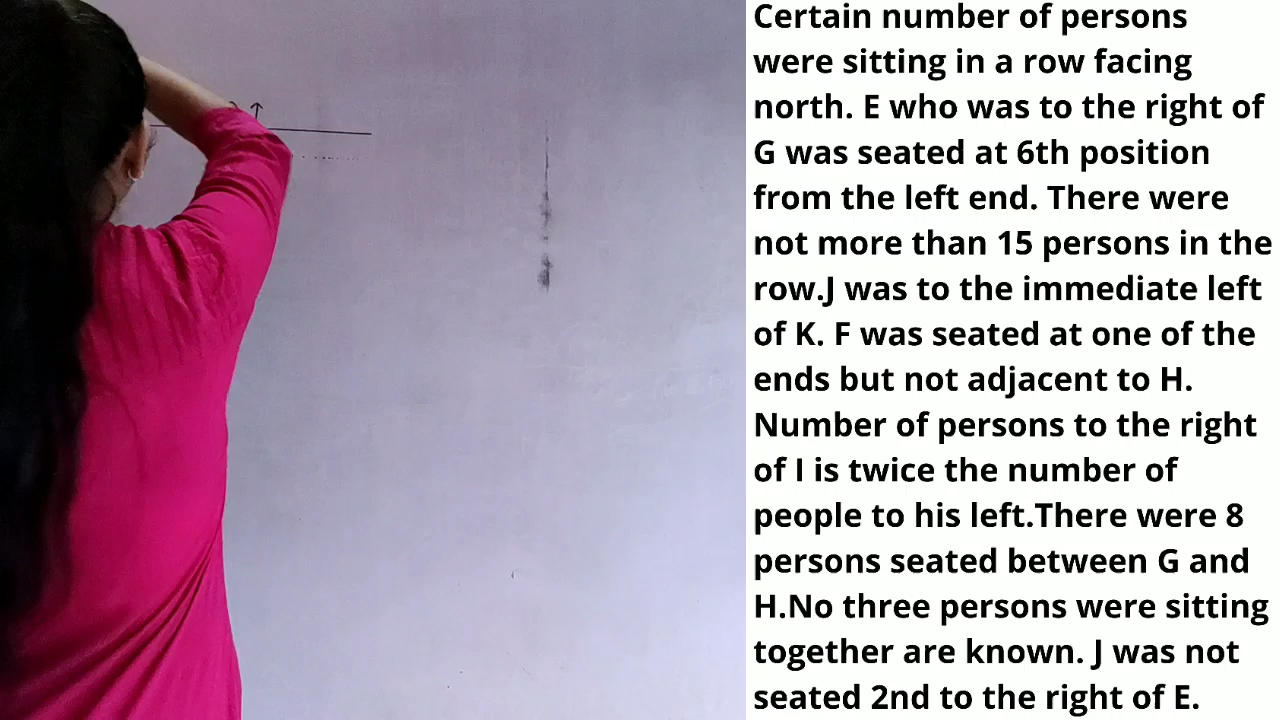 Certain number of persons
were sitting in a row facing
north. E who was to the right of
G was seated at 6th position
from the left end. There were
not more than 15 persons in the
row.J was to the immediate left
of K. F was seated at one of the
ends but not adjacent to H.
Number of persons to the right
of I is twice the number of
people to his left.There were 8
persons seated between G and
H.No three persons were sitting
together are known. J was not
seated 2nd to the right of E.